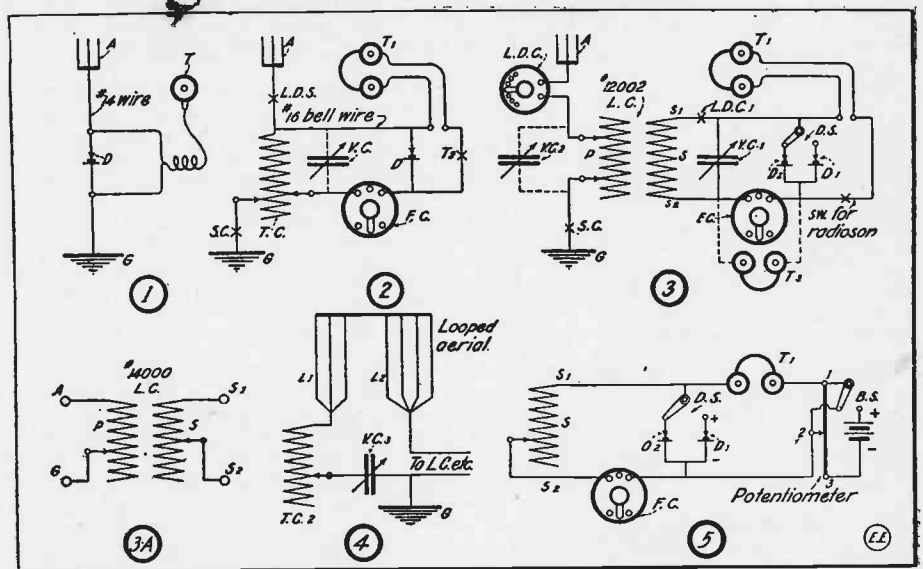 A
T
#14 wire
D
G
1
A
L.D.S.
T1
#16 bell wire
V.C.
D
T2
S.C.
T.C.
F.C.
G
2
L.D.C.
A
#12002
L.C.
T1
S1
L.D.C.1
V.C.2
P
S
V.C.1
D.S.
D2
D1
S2
F.C.
sw. for
radioson
S.C.
G
T3
3
#14000
L.C.
A
P
S
S1
G
S2
3-A
Looped
aerial.
L1
L2
V.C.3
To L.C. etc.
T.C.2
G
4
S1
T1
1
D.S.
B.S.
+
S
+
D2
D1
2
-
-
S2
3
F.C.
Potentiometer
5
E.E.